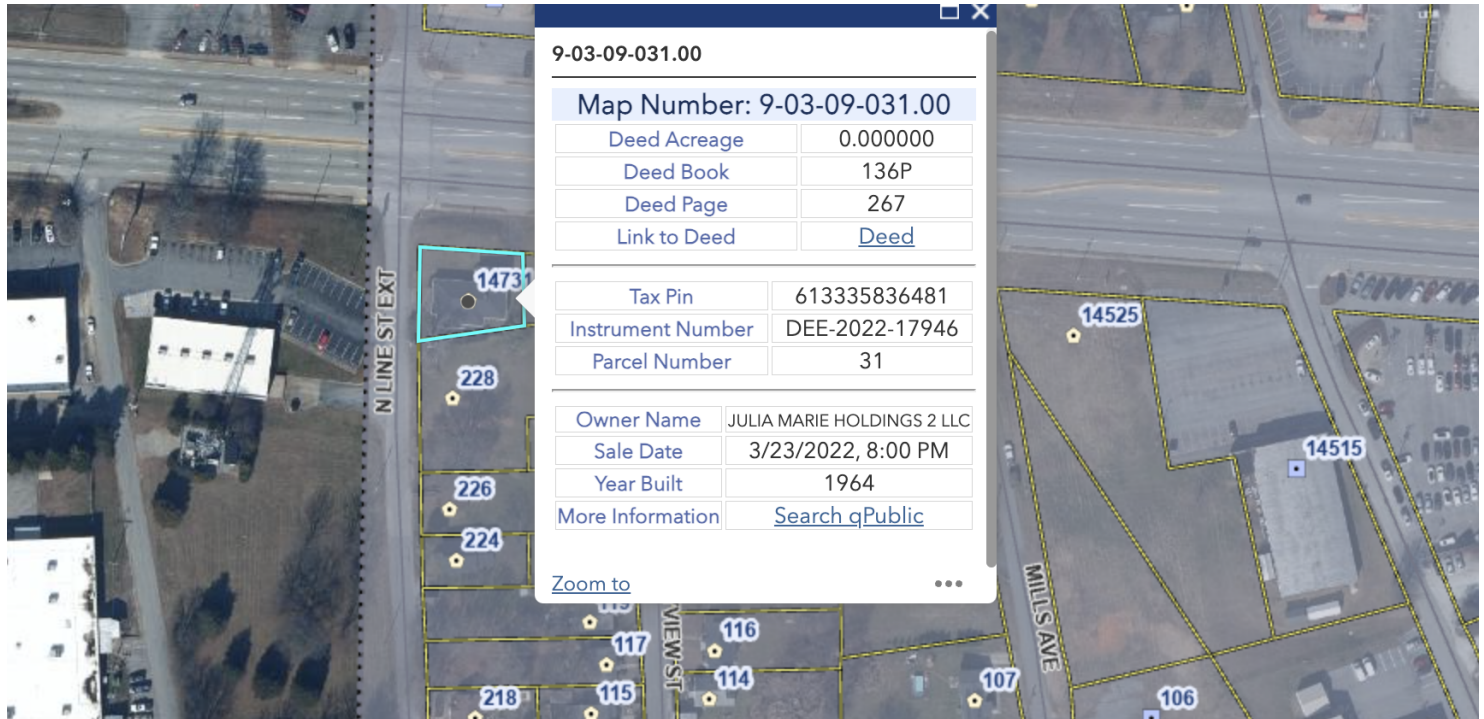 9-03-09-031.00
Map Number: 9-03-09-031.00
Deed Acreage 0.000000
Deed Book 136P
Deed Page 267
Link to Deed Deed
Tax Pin 613335836481
Instrument Number DEE-2022-17946
Parcel Number 31
Owner Name JULIA MARIE HOLDINGS 2 LLC
Sale Date 3/23/2022, 8:00 PM
Year Built 1964
More Information Search qPublic
Zoom to
N LINE ST EXT
14731
228
226
224
117
218
115
VIEW ST
116
114
14525
14515
MILLS AVE
107
106